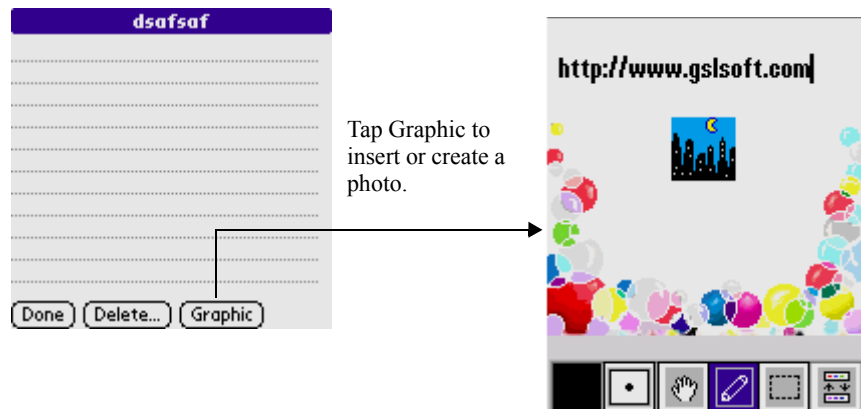 dsafsaf
Done Delete... Graphic
Tap Graphic to
insert or create a
photo.
http://www.gslsoft.com